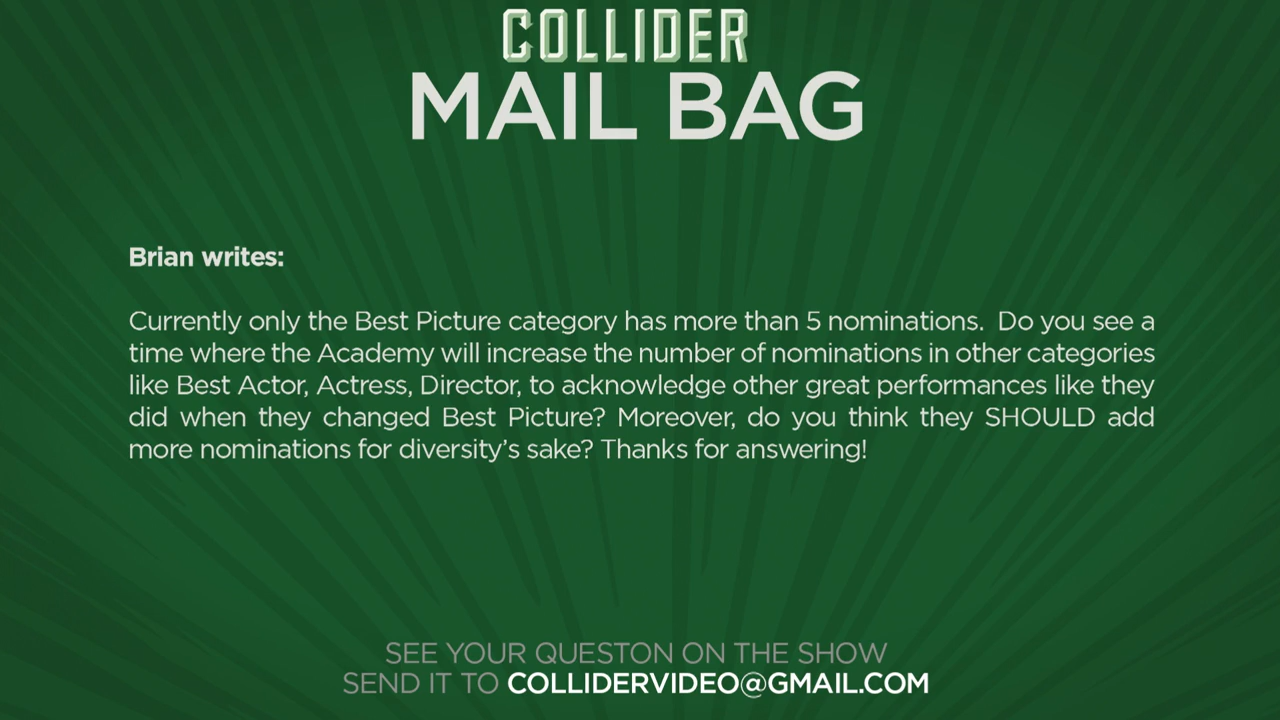 COLLIDER
MAIL BAG
Brian writes:
Currently only the Best Picture category has more than 5 nominations. Do you see a
time where the Academy will increase the number of nominations in other categories
like Best Actor, Actress, Director, to acknowledge other great performances like they
did when they changed Best Picture? Moreover, do you think they SHOULD add
more nominations for diversity's sake? Thanks for answering!
SEE YOUR QUESTON ON THE SHOW
SEND IT TO COLLIDERVIDEO@GMAIL.COM